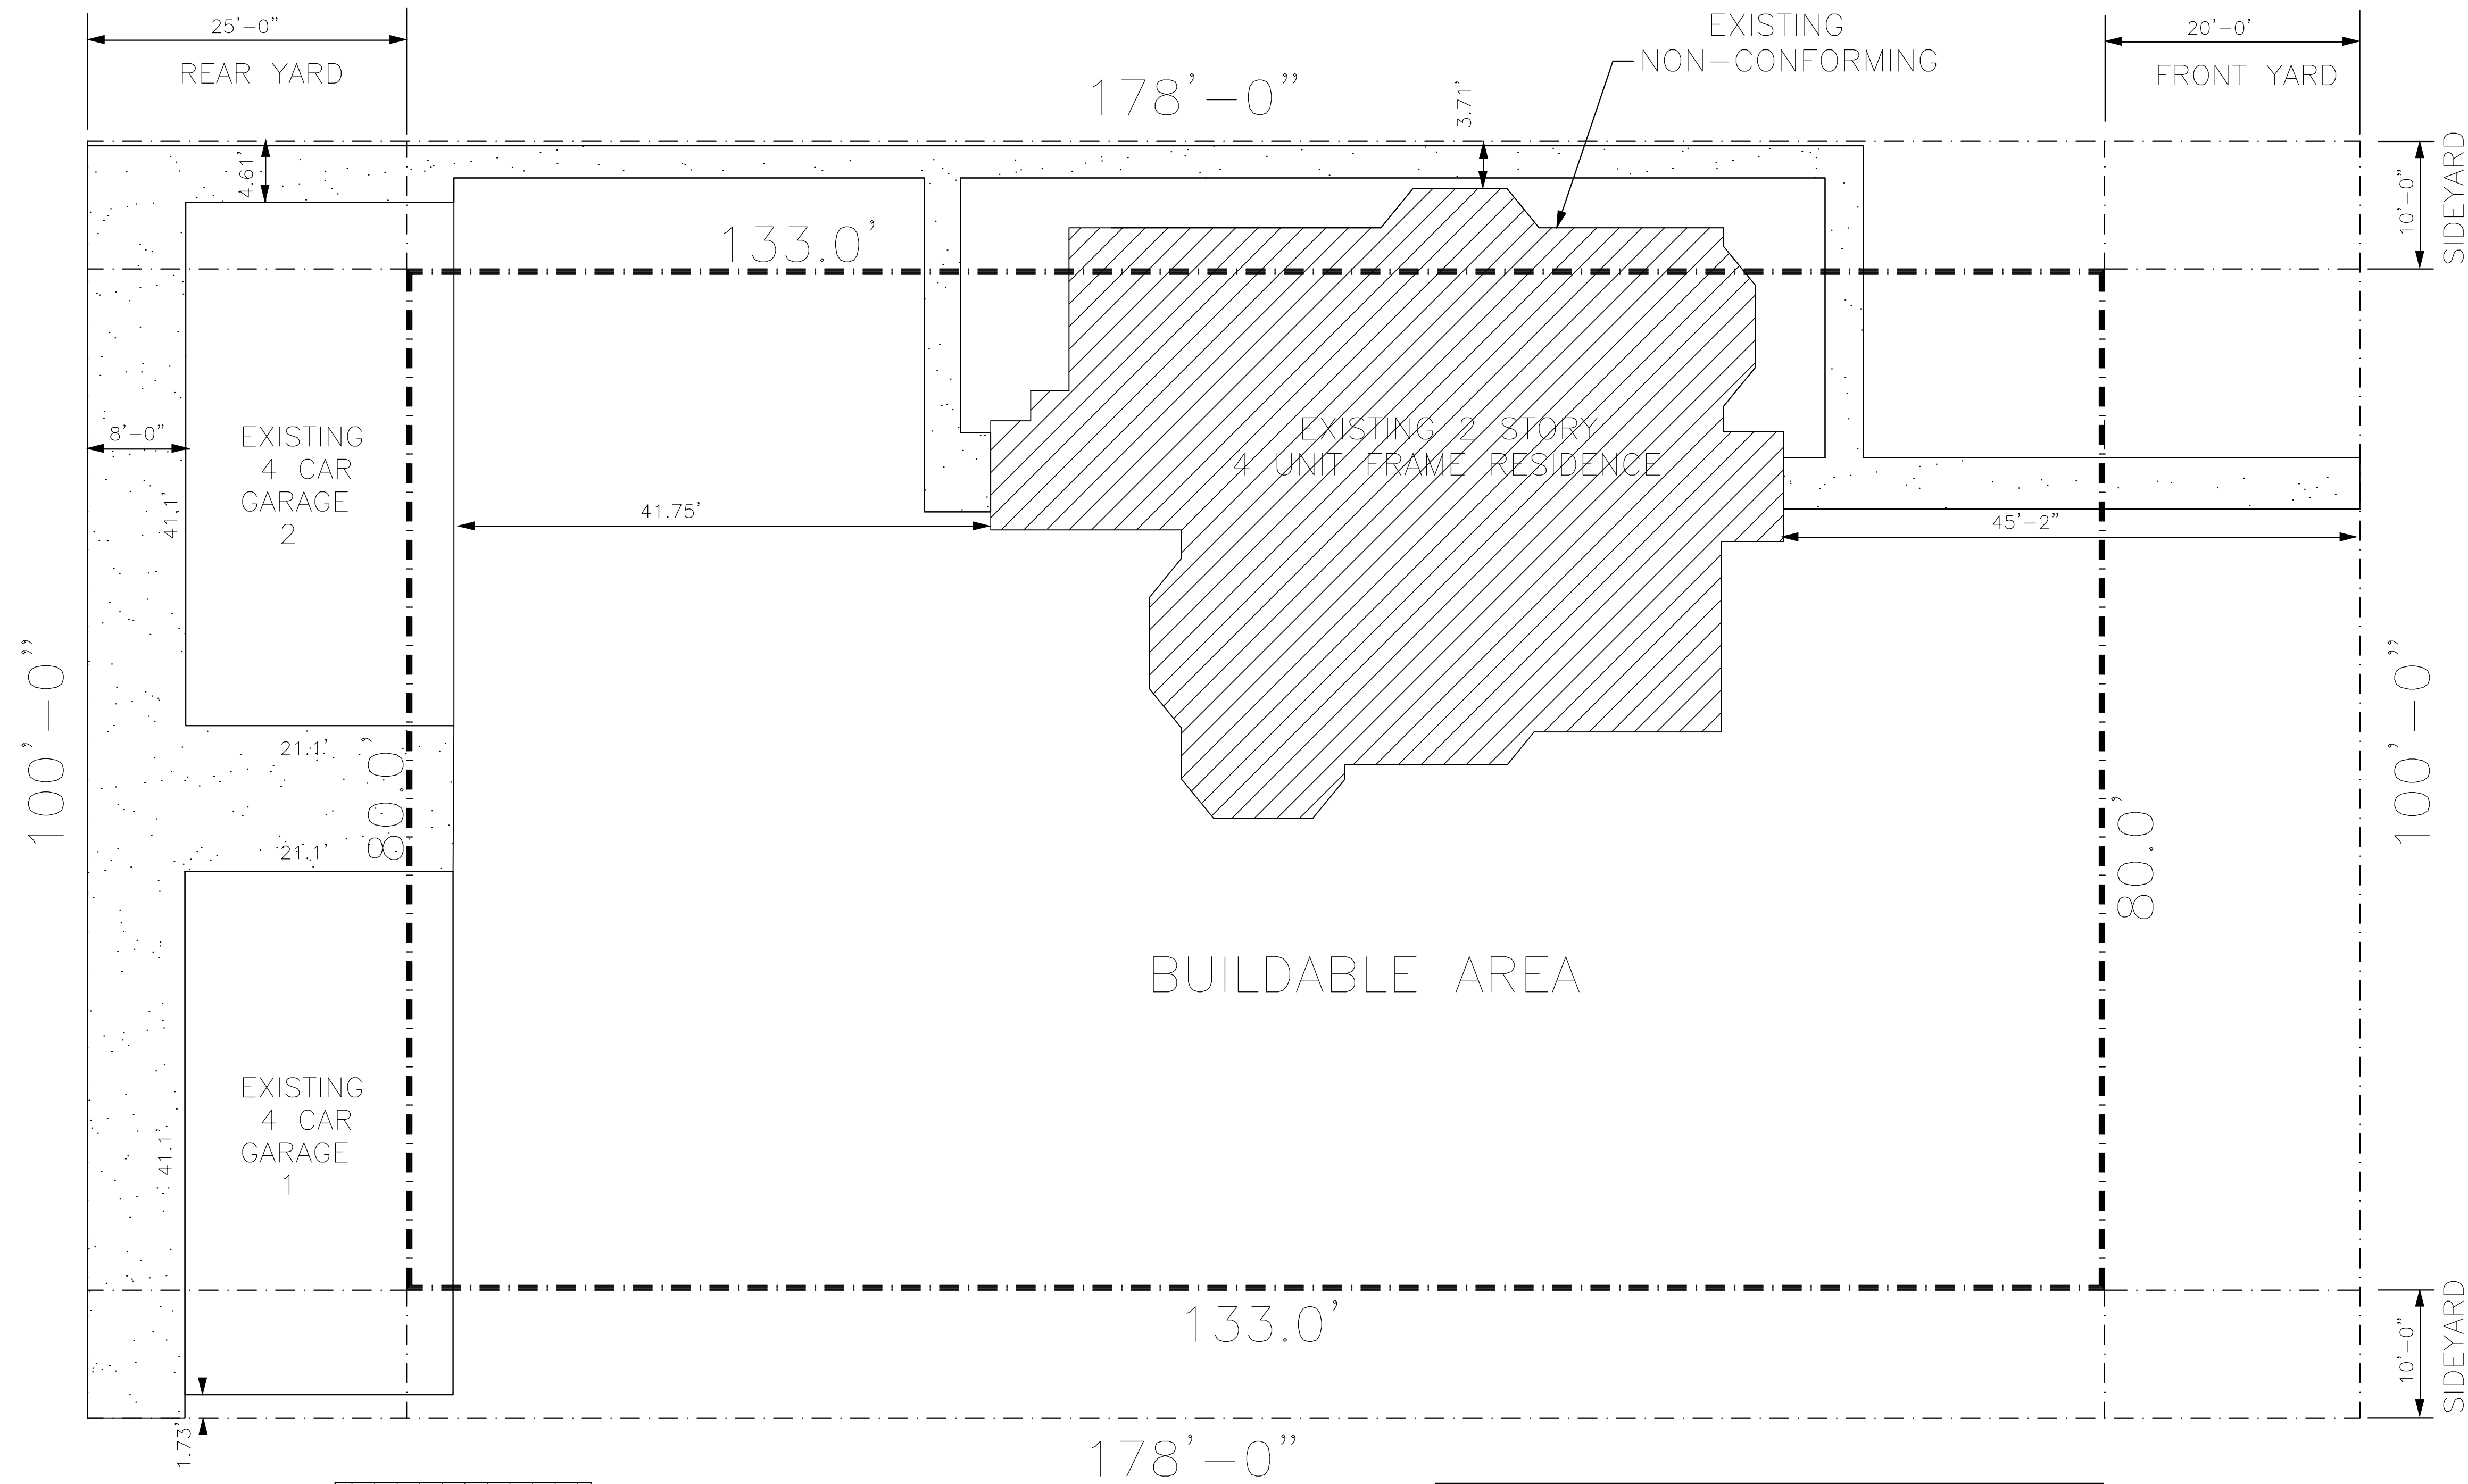 25'-0"
REAR YARD
178'-0"
3.71'
EXISTING
NON-CONFORMING
20'-0'
FRONT YARD
4.61'
133.0'
10'-0"
SIDEYARD
8'-0"
41.1'
EXISTING
4 CAR
GARAGE
2
41.75'
EXISTING 2 STORY
4 UNIT FRAME RESIDENCE
45'-2"
100'-0"
21.1'
80.0'
21.1'
100'-0"
80.0'
BUILDABLE AREA
41.1'
EXISTING
4 CAR
GARAGE
1
133.0'
10'-0"
SIDEYARD
1.73'
178'-0"